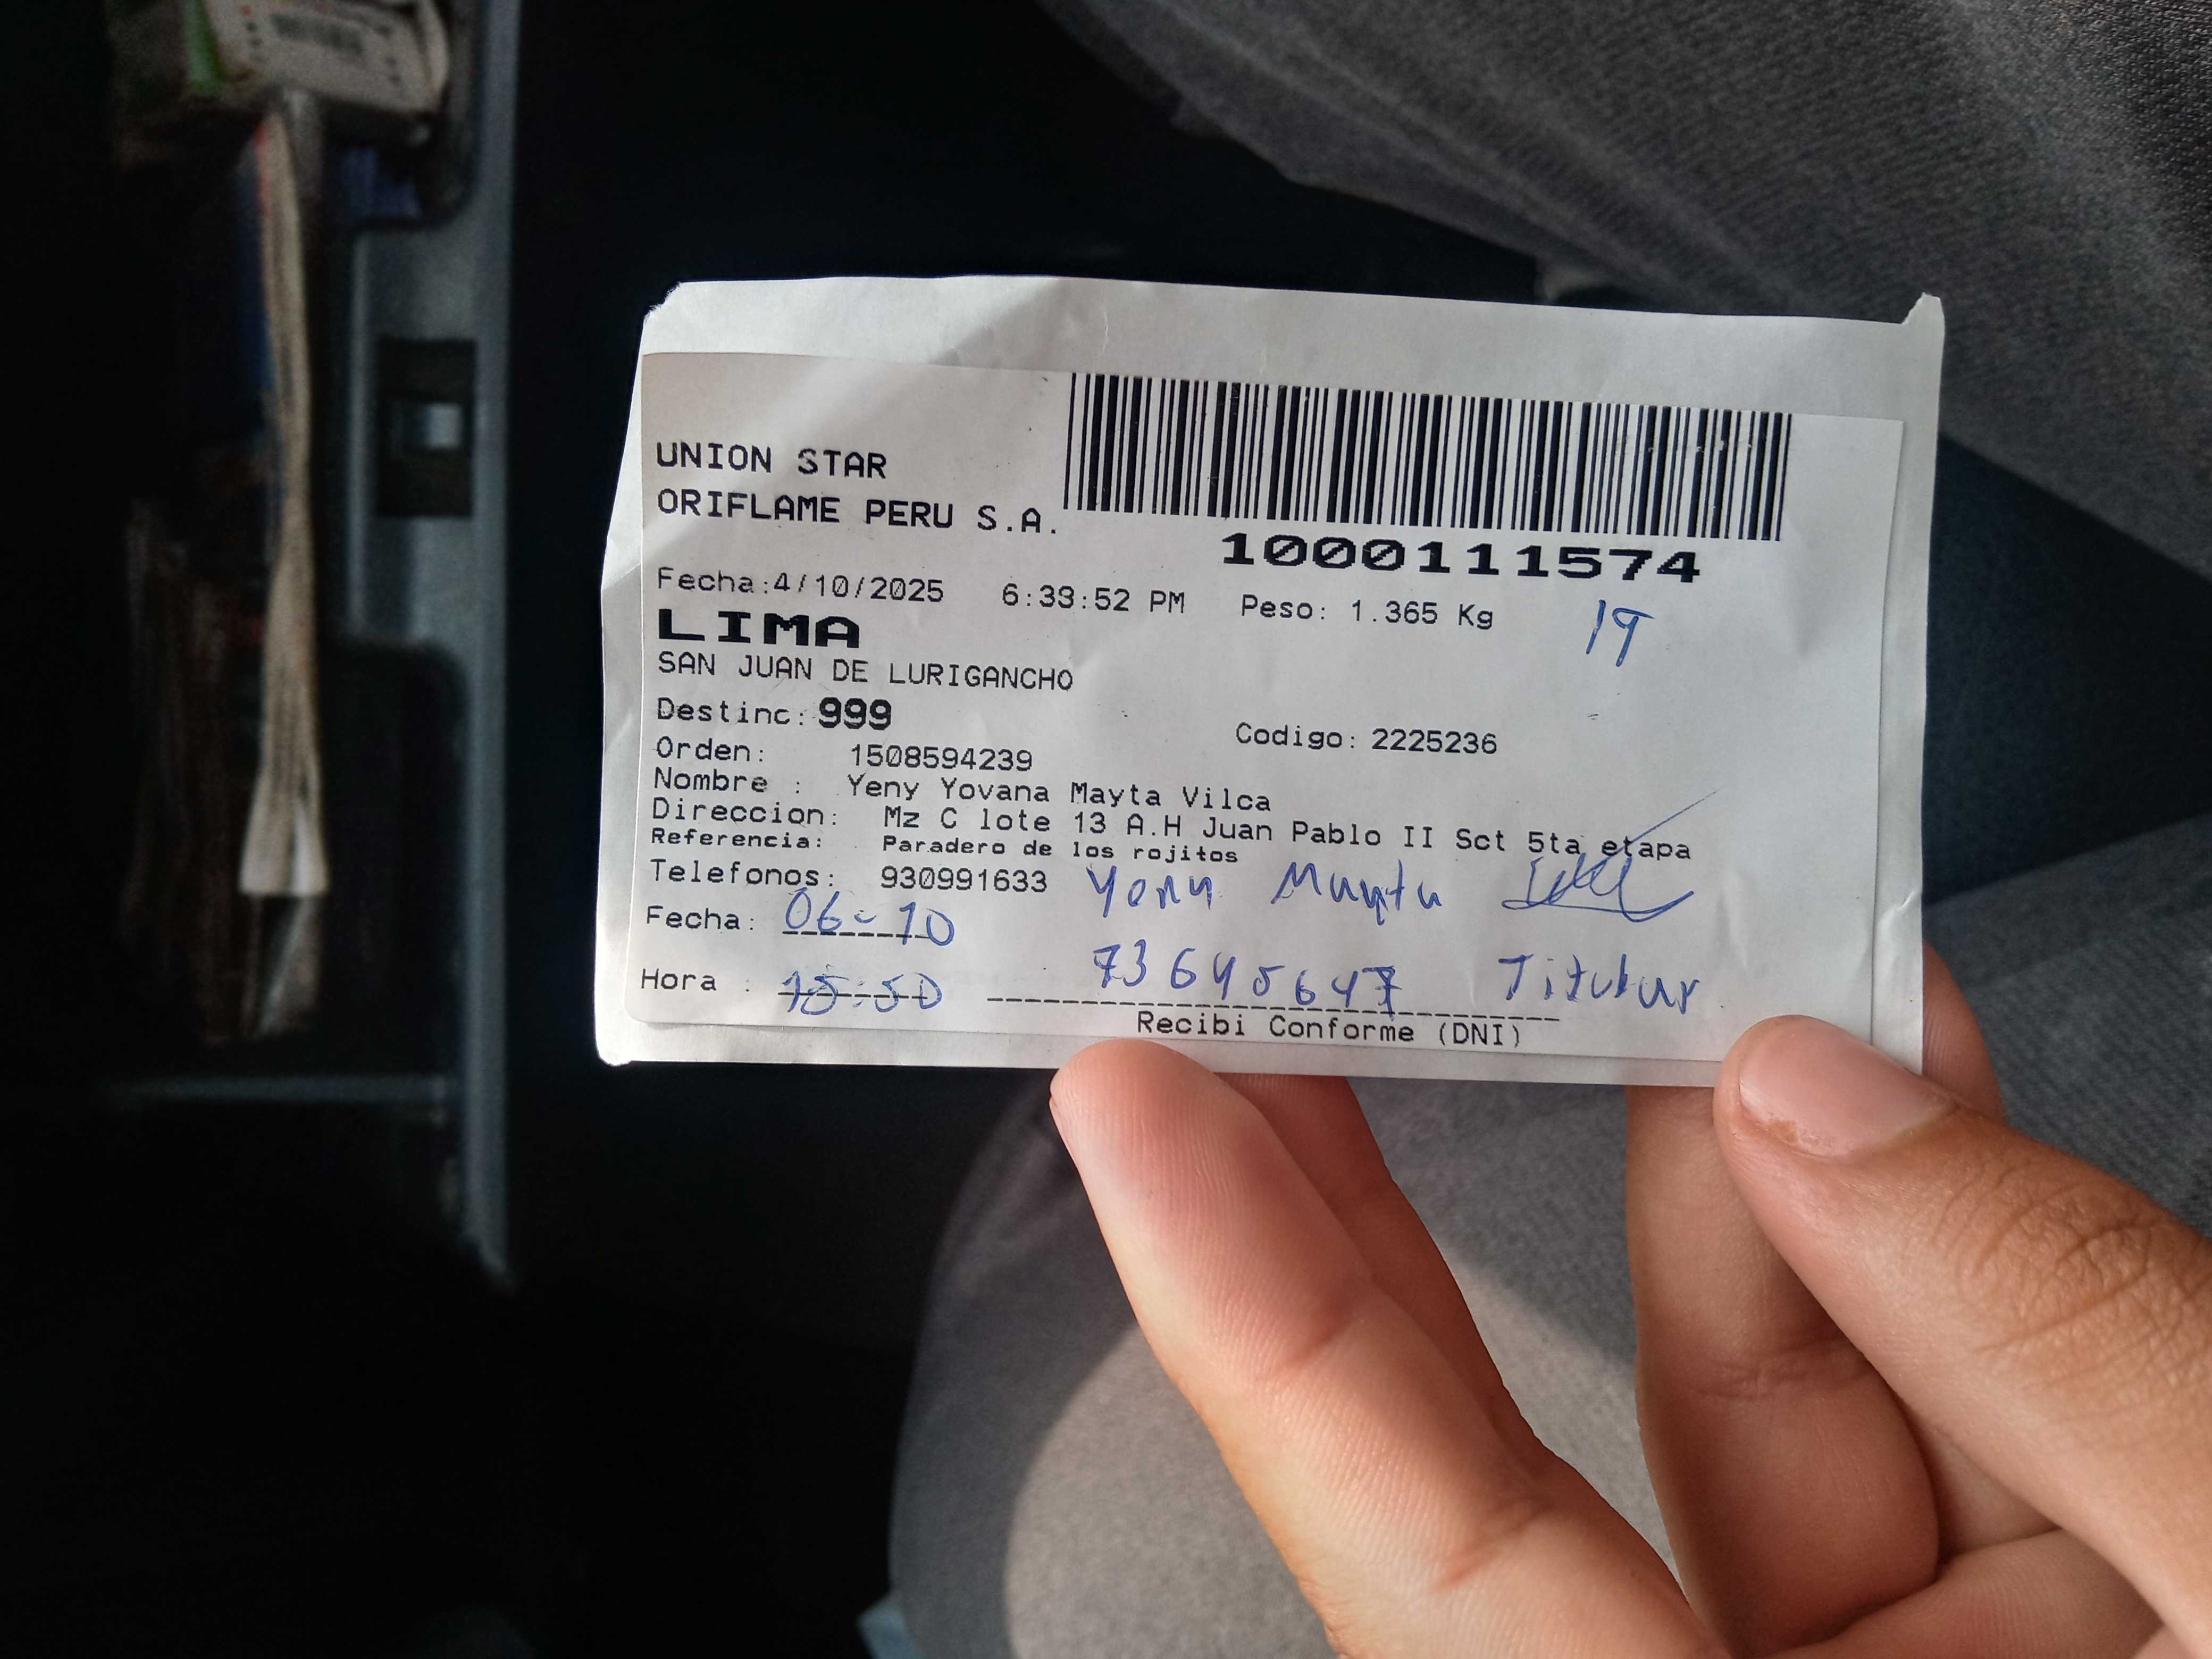 UNION STAR
ORIFLAME PERU S.A.
1000111574
Fecha:4/10/2025 6:33:52 PM Peso: 1.365 Kg 19
LIMA
SAN JUAN DE LURIGANCHO
Destino: 999
Codigo: 2225236
Orden: 1508594239
Nombre : Yeny Yovana Mayta Vilca
Direccion: Mz C lote 13 A.H Juan Pablo II Sct 5ta etapa
Referencia: Paradero de los rojitos
Telefonos: 930991633 Yeny Mayta
Fecha: 06-10
Hora : 15:50 73645647 Titular
Recibi Conforme (DNI)